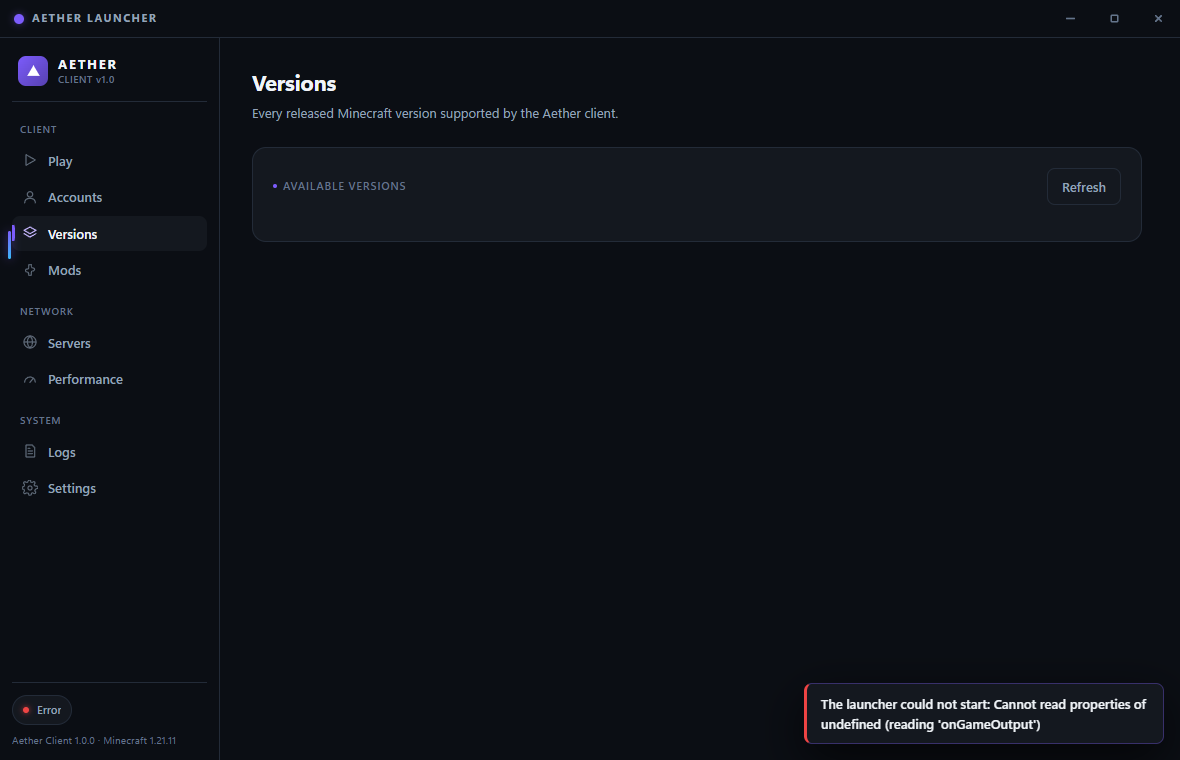 AETHER LAUNCHER
AETHER
CLIENT v1.0
CLIENT
Play
Accounts
Versions
Mods
NETWORK
Servers
Performance
SYSTEM
Logs
Settings
Error
Aether Client 1.0.0 · Minecraft 1.21.11
Versions
Every released Minecraft version supported by the Aether client.
AVAILABLE VERSIONS
Refresh
The launcher could not start: Cannot read properties of
undefined (reading 'onGameOutput')